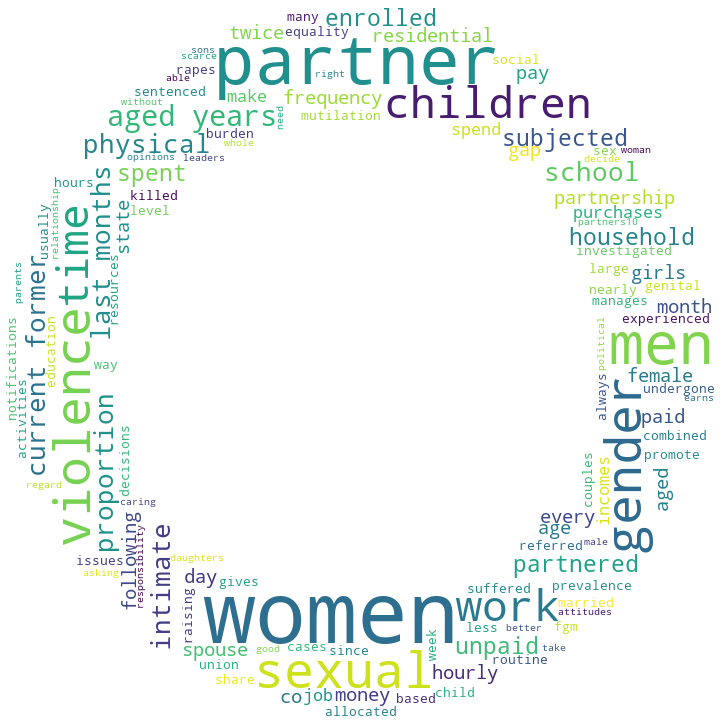 many
enrolled
sons
twice
equality
residential
partner
scarce
rapes
able
right
social
pay
sentenced
make
frequency
children
without
aged years
need
mutilation
spend
subjected
burden
physical
whole
gap
sex
woman
opinions
leaders
decide
spent
school
hours
killed
partnership
level
purchases
state
partners10
usually
relationship
last months
household
investigated
time
resources
large
girls
parents
nearly
genital
manages
month
current former
violence
experienced
notifications
education
political
men
way
activities
female
undergone
always
earns
gender
paid
proportion
decisions
combined
promote
regard
couples
incomes
aged
caring
following
every
age
responsibility
intimate
referred
male
issues
daughters
partnered
asking
day
gives
suffered
prevalence
raising
women
work
married
attitudes
less
better
fgm
unpaid
take
spouse
good
cases
since
week
routine
union
sexual
hourly
share
co
job
money
based
child
allocated